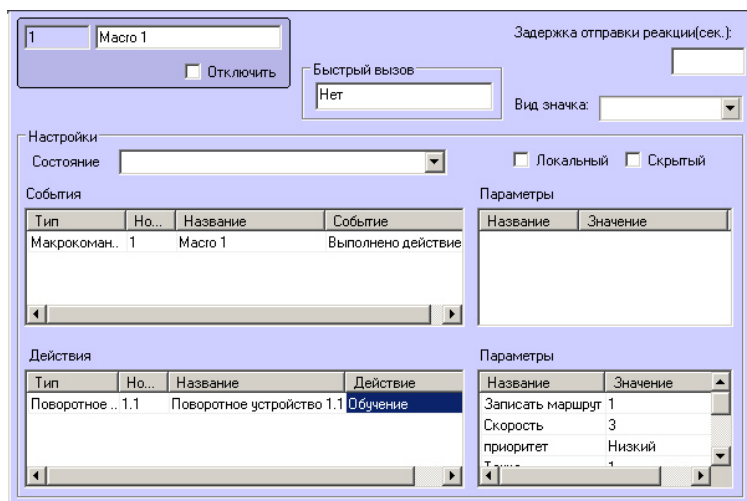 1 Macro 1
Отключить
Быстрый вызов
Нет
Задержка отправки реакции(сек.):
Вид значка:
Настройки
Состояние
Локальный Скрытый
События
Тип Но... Название Событие
Макрокоман.. 1 Macro 1 Выполнено действие
Параметры
Название Значение
Действия
Тип Но... Название Действие
Поворотное .. 1.1 Поворотное устройство 1.1 Обучение
Параметры
Название Значение
Записать маршрут 1
Скорость 3
приоритет Низкий